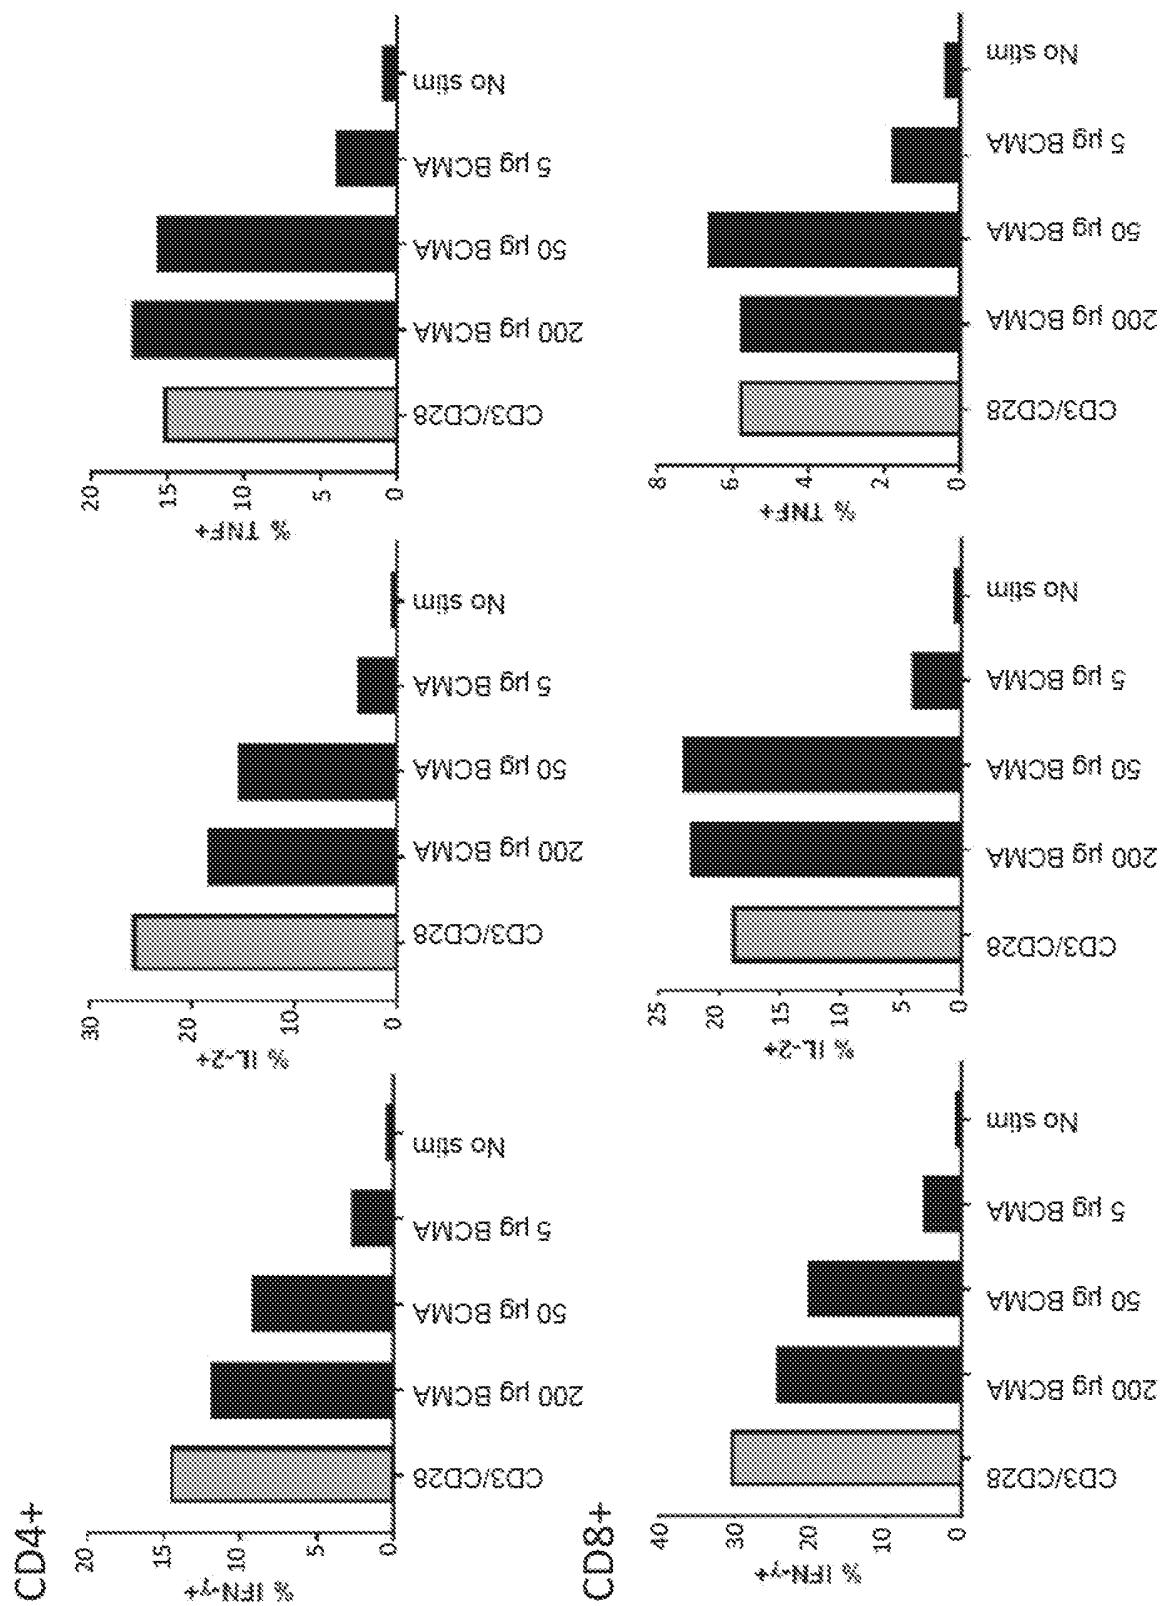 CD4+
% IFN-γ+
20
15
10
5
0
CD3/CD28
200 µg BCMA
50 µg BCMA
5 µg BCMA
No stim
% IL-2+
30
20
10
0
CD3/CD28
200 µg BCMA
50 µg BCMA
5 µg BCMA
No stim
% TNF+
20
15
10
5
0
CD3/CD28
200 µg BCMA
50 µg BCMA
5 µg BCMA
No stim
CD8+
% IFN-γ+
40
30
20
10
0
CD3/CD28
200 µg BCMA
50 µg BCMA
5 µg BCMA
No stim
% IL-2+
25
20
15
10
5
0
CD3/CD28
200 µg BCMA
50 µg BCMA
5 µg BCMA
No stim
% TNF+
8
6
4
2
0
CD3/CD28
200 µg BCMA
50 µg BCMA
5 µg BCMA
No stim